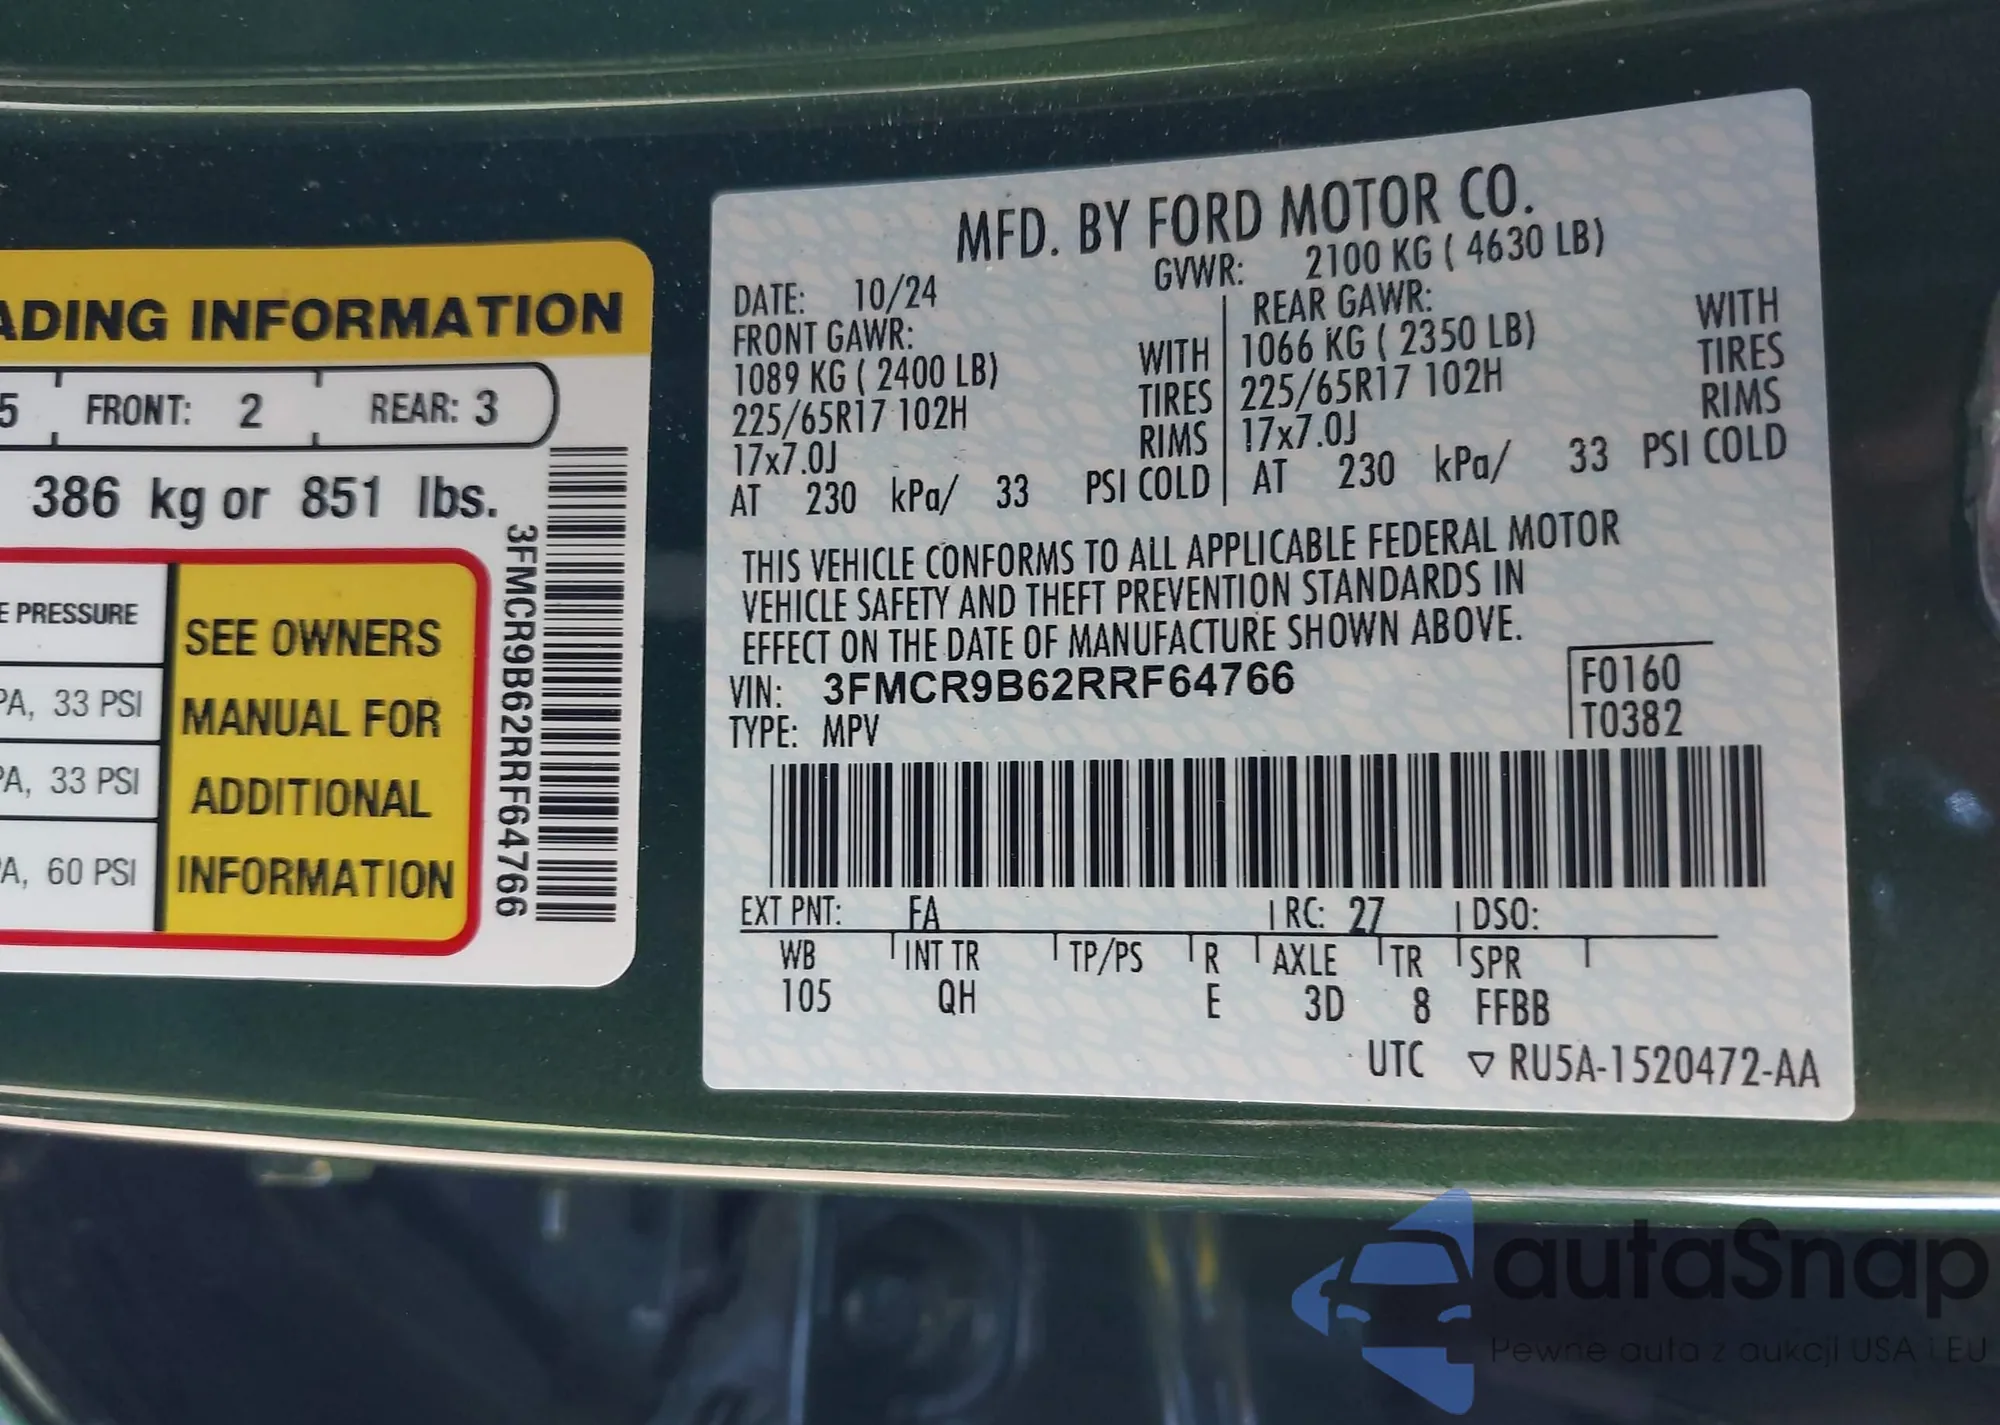 ADING INFORMATION
5 FRONT: 2 REAR: 3
386 kg or 851 lbs.
E PRESSURE
PA, 33 PSI
PA, 33 PSI
A, 60 PSI
SEE OWNERS
MANUAL FOR
ADDITIONAL
INFORMATION
3FMCR9B62RRF64766
MFD. BY FORD MOTOR CO.
DATE: 10/24 GVWR: 2100 KG ( 4630 LB)
FRONT GAWR: REAR GAWR:
1089 KG ( 2400 LB) WITH 1066 KG ( 2350 LB) WITH
225/65R17 102H TIRES 225/65R17 102H TIRES
17x7.0J RIMS 17x7.0J RIMS
AT 230 kPa/ 33 PSI COLD AT 230 kPa/ 33 PSI COLD
THIS VEHICLE CONFORMS TO ALL APPLICABLE FEDERAL MOTOR
VEHICLE SAFETY AND THEFT PREVENTION STANDARDS IN
EFFECT ON THE DATE OF MANUFACTURE SHOWN ABOVE.
VIN: 3FMCR9B62RRF64766 F0160
TYPE: MPV T0382
EXT PNT: FA RC: 27 DSO:
WB INT TR TP/PS R AXLE TR SPR
105 QH E 3D 8 FFBB
UTC ▽ RU5A-1520472-AA
autaSnap
Pewne auta z aukcji USA i EU